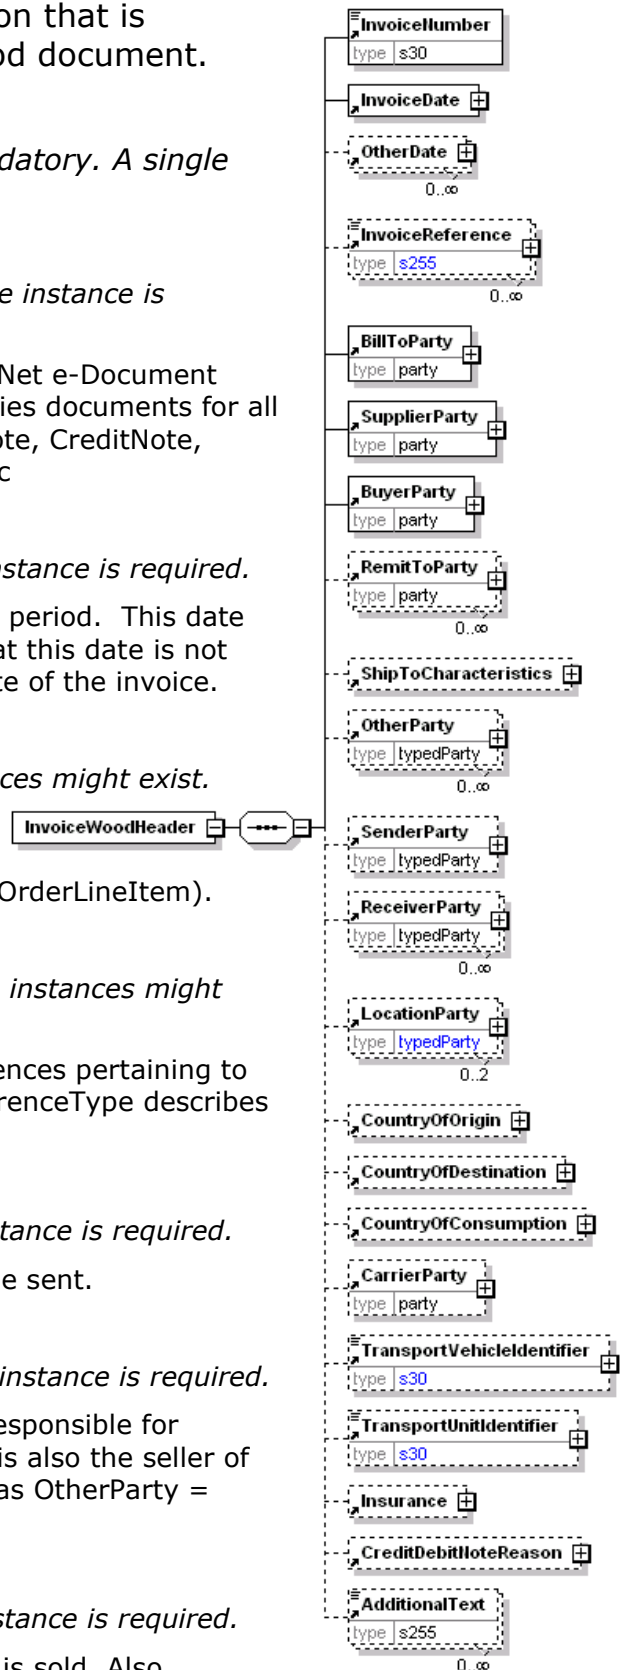 on that is
od document.
datory. A single
e instance is
Net e-Document
ies documents for all
ote, CreditNote,
c
nstance is required.
period.  This date
at this date is not
te of the invoice.
ces might exist.
OrderLineItem).
instances might
ences pertaining to
renceType describes
tance is required.
e sent.
instance is required.
esponsible for
is also the seller of
as OtherParty =
stance is required.
is sold. Also
InvoiceWoodHeader
InvoiceNumber
type s30
InvoiceDate
OtherDate
0..∞
InvoiceReference
type s255
0..∞
BillToParty
type party
SupplierParty
type party
BuyerParty
type party
RemitToParty
type party
0..∞
ShipToCharacteristics
OtherParty
type typedParty
0..∞
SenderParty
type typedParty
ReceiverParty
type typedParty
0..∞
LocationParty
type typedParty
0..2
CountryOfOrigin
CountryOfDestination
CountryOfConsumption
CarrierParty
type party
TransportVehicleIdentifier
type s30
TransportUnitIdentifier
type s30
Insurance
CreditDebitNoteReason
AdditionalText
type s255
0..∞